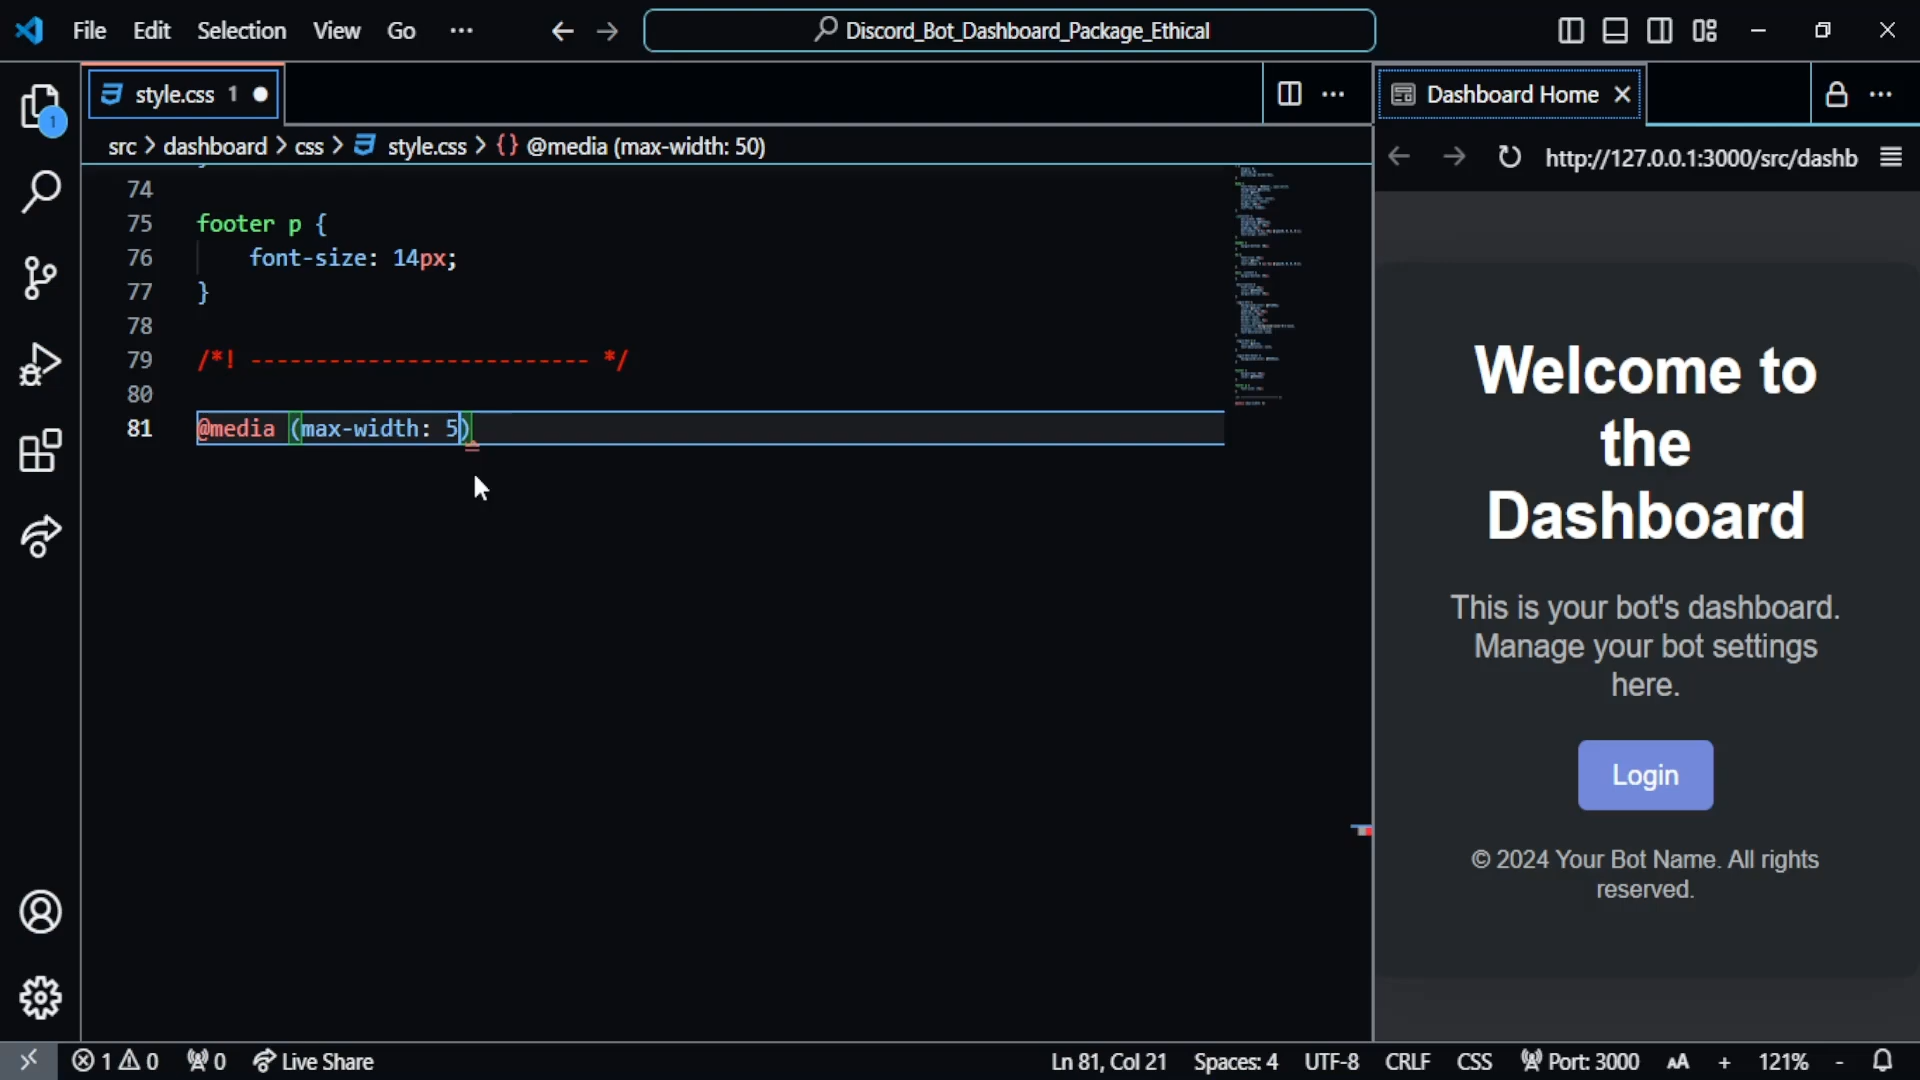 File Edit Selection View Go ··· Discord_Bot_Dashboard_Package_Ethical
style.css 1
Dashboard Home
src > dashboard > css > style.css > {} @media (max-width: 50)
http://127.0.0.1:3000/src/dashb
74
75 footer p {
76 font-size: 14px;
77 }
78
79 /*! -------------------------- */
80
81 @media (max-width: 5)
1
Welcome to
the
Dashboard
This is your bot's dashboard.
Manage your bot settings
here.
Login
© 2024 Your Bot Name. All rights
reserved.
1 0 0 Live Share Ln 81, Col 21 Spaces: 4 UTF-8 CRLF CSS Port: 3000 AA + 121% -